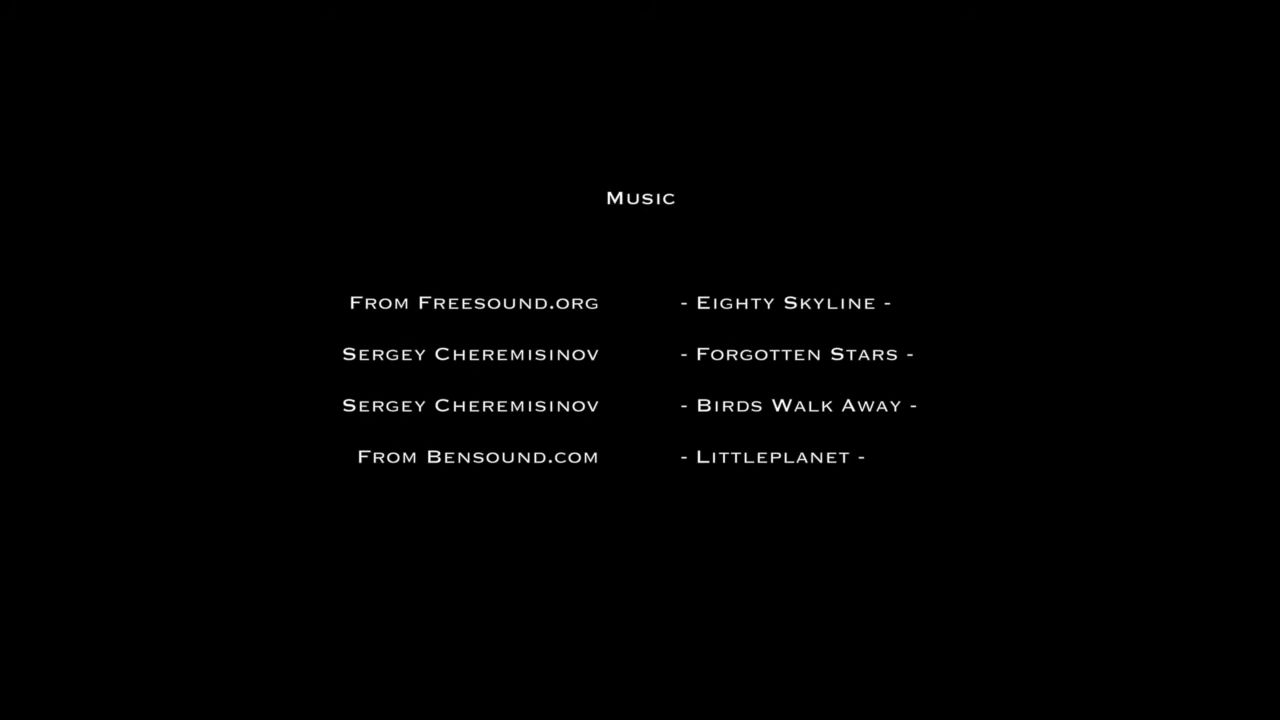 Music
From Freesound.org - Eighty Skyline -
Sergey Cheremisinov - Forgotten Stars -
Sergey Cheremisinov - Birds Walk Away -
From Bensound.com - Littleplanet -